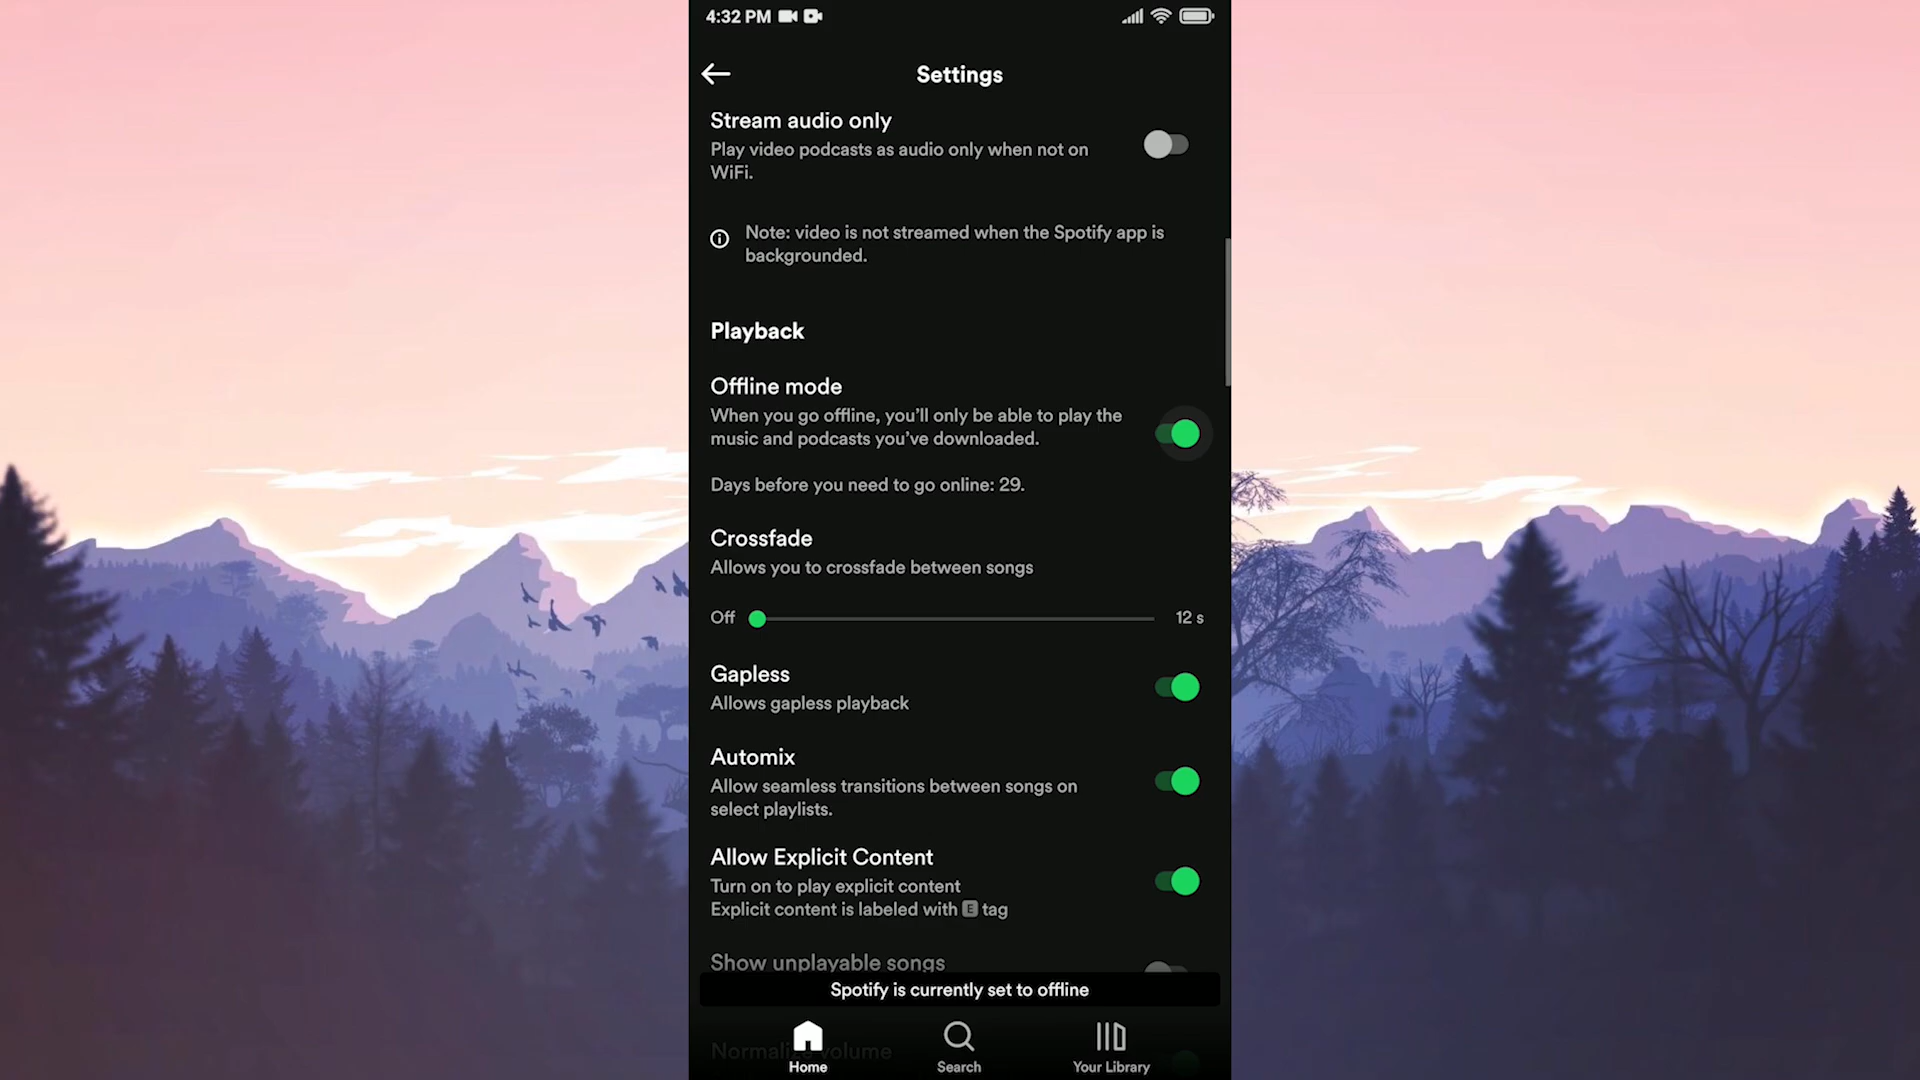 4:32 PM
Settings
Stream audio only
Play video podcasts as audio only when not on
WiFi.
Note: video is not streamed when the Spotify app is
backgrounded.
Playback
Offline mode
When you go offline, you’ll only be able to play the
music and podcasts you’ve downloaded.
Days before you need to go online: 29.
Crossfade
Allows you to crossfade between songs
Off
12 s
Gapless
Allows gapless playback
Automix
Allow seamless transitions between songs on
select playlists.
Allow Explicit Content
Turn on to play explicit content
Explicit content is labeled with E tag
Show unplayable songs
Spotify is currently set to offline
Normalize volume
Home
Search
Your Library